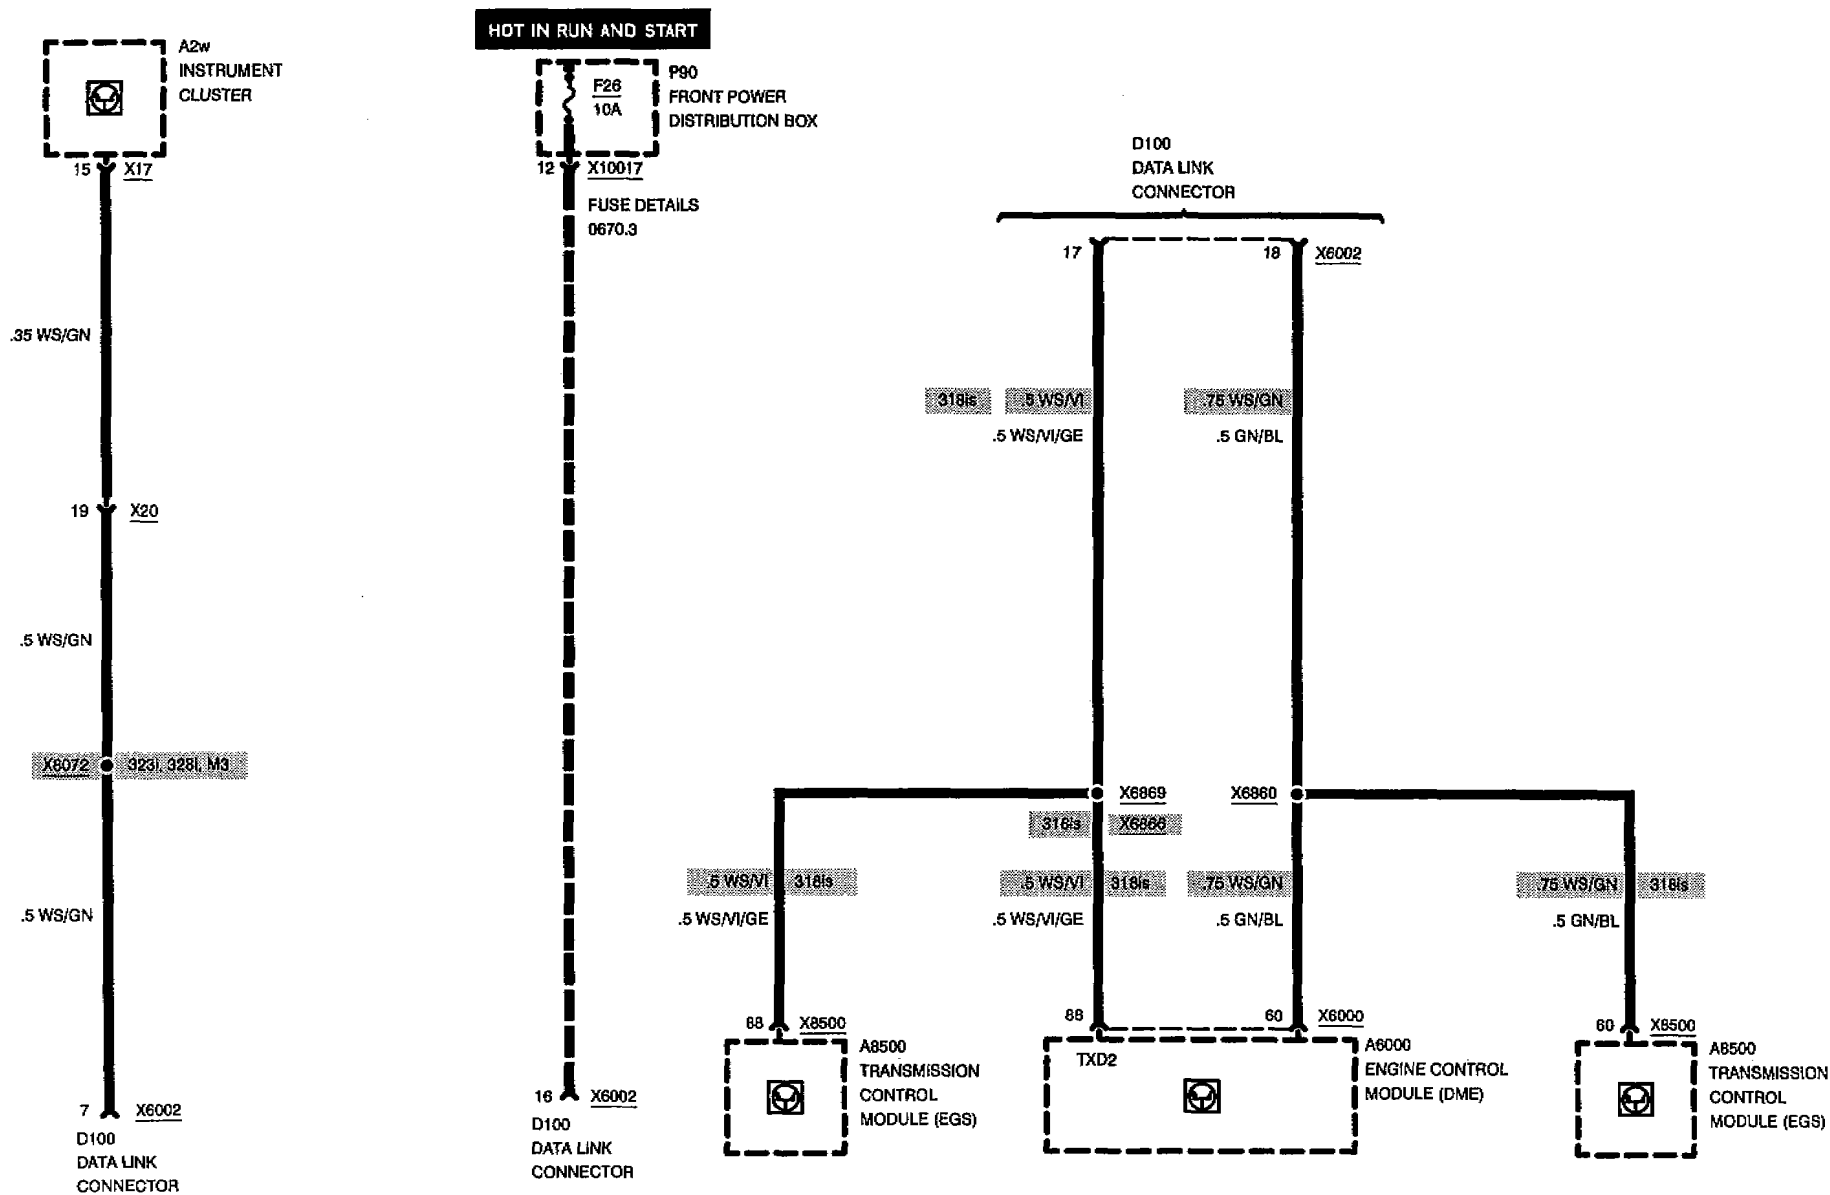 HOT IN RUN AND START
A2w
INSTRUMENT
CLUSTER
15 X17
.35 WS/GN
19 X20
.5 WS/GN
X8072 323i, 328i, M3
.5 WS/GN
7 X6002
D100
DATA LINK
CONNECTOR
F26
10A
P90
FRONT POWER
DISTRIBUTION BOX
12 X10017
FUSE DETAILS
0670.3
16 X6002
D100
DATA LINK
CONNECTOR
D100
DATA LINK
CONNECTOR
17 18 X6002
318is .5 WS/VI .75 WS/GN
.5 WS/VI/GE .5 GN/BL
X6869 X6860
318is X6866
.5 WS/VI 318is .5 WS/VI 318is .75 WS/GN .75 WS/GN 318is
.5 WS/VI/GE .5 WS/VI/GE .5 GN/BL .5 GN/BL
88 X8500 88 60 X6000 60 X8500
A8500
TRANSMISSION
CONTROL
MODULE (EGS)
TXD2
A6000
ENGINE CONTROL
MODULE (DME)
A8500
TRANSMISSION
CONTROL
MODULE (EGS)